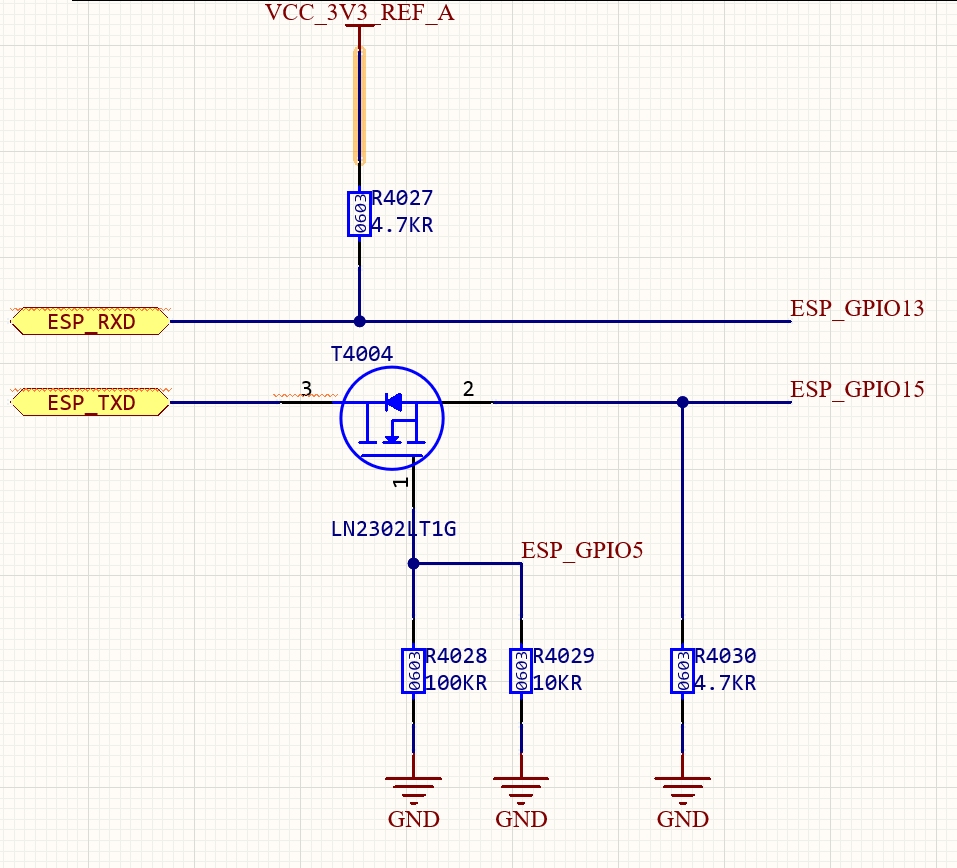 VCC_3V3_REF_A
0603
R4027
4.7KR
ESP_RXD
ESP_GPIO13
T4004
ESP_TXD
3
2
ESP_GPIO15
1
LN2302LT1G
ESP_GPIO5
0603
R4028
100KR
0603
R4029
10KR
0603
R4030
4.7KR
GND
GND
GND